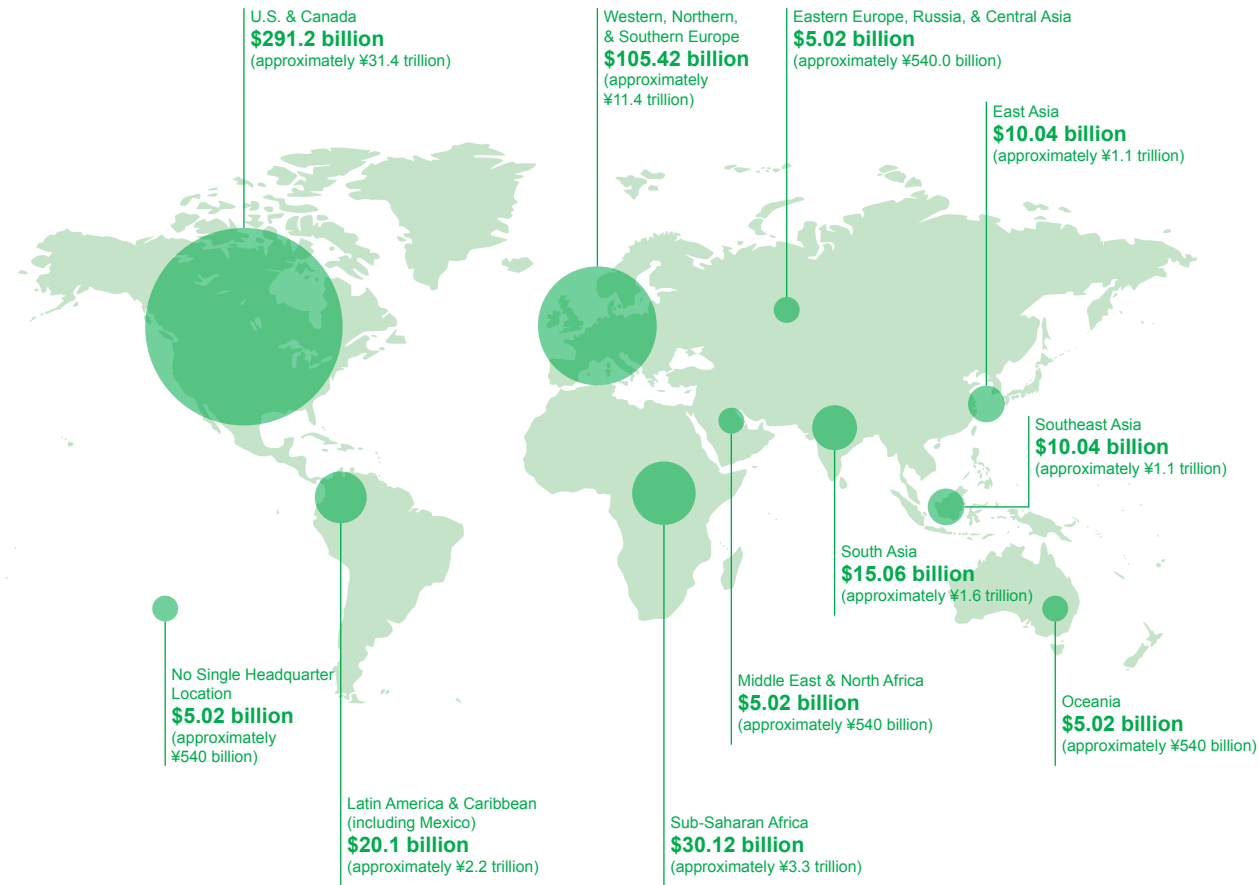 U.S. & Canada
$291.2 billion
(approximately ¥31.4 trillion)
Western, Northern,
& Southern Europe
$105.42 billion
(approximately
¥11.4 trillion)
Eastern Europe, Russia, & Central Asia
$5.02 billion
(approximately ¥540.0 billion)
East Asia
$10.04 billion
(approximately ¥1.1 trillion)
Southeast Asia
$10.04 billion
(approximately ¥1.1 trillion)
South Asia
$15.06 billion
(approximately ¥1.6 trillion)
No Single Headquarter
Location
$5.02 billion
(approximately
¥540 billion)
Middle East & North Africa
$5.02 billion
(approximately ¥540 billion)
Oceania
$5.02 billion
(approximately ¥540 billion)
Latin America & Caribbean
(including Mexico)
$20.1 billion
(approximately ¥2.2 trillion)
Sub-Saharan Africa
$30.12 billion
(approximately ¥3.3 trillion)